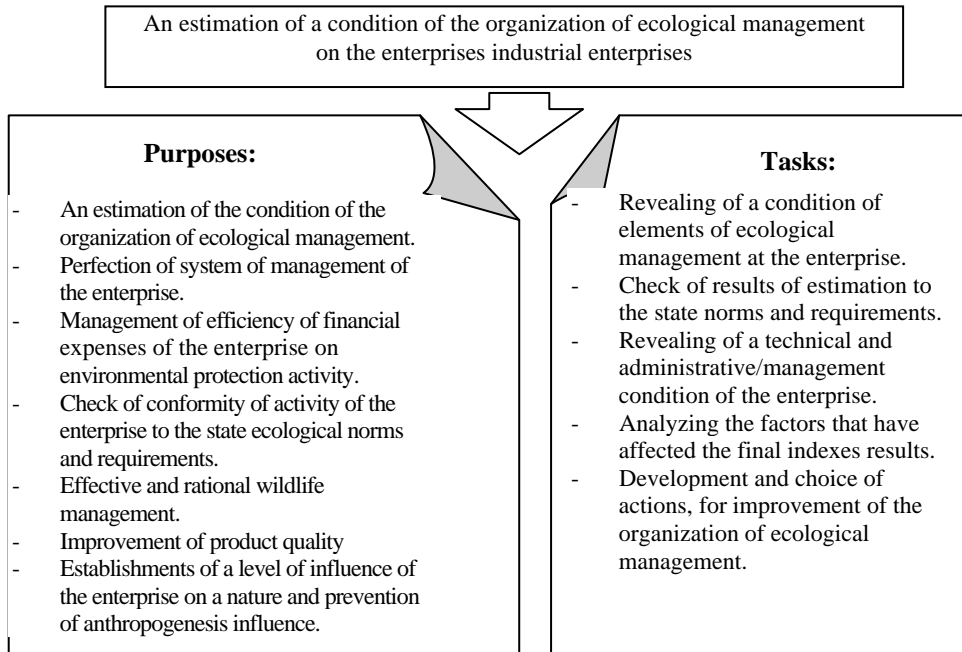 An estimation of a condition of the organization of ecological management
on the enterprises industrial enterprises
Purposes:
- An estimation of the condition of the
organization of ecological management.
- Perfection of system of management of
the enterprise.
- Management of efficiency of financial
expenses of the enterprise on
environmental protection activity.
- Check of conformity of activity of the
enterprise to the state ecological norms
and requirements.
- Effective and rational wildlife
management.
- Improvement of product quality
- Establishments of a level of influence of
the enterprise on a nature and prevention
of anthropogenesis influence.
Tasks:
- Revealing of a condition of
elements of ecological
management at the enterprise.
- Check of results of estimation to
the state norms and requirements.
- Revealing of a technical and
administrative/management
condition of the enterprise.
- Analyzing the factors that have
affected the final indexes results.
- Development and choice of
actions, for improvement of the
organization of ecological
management.